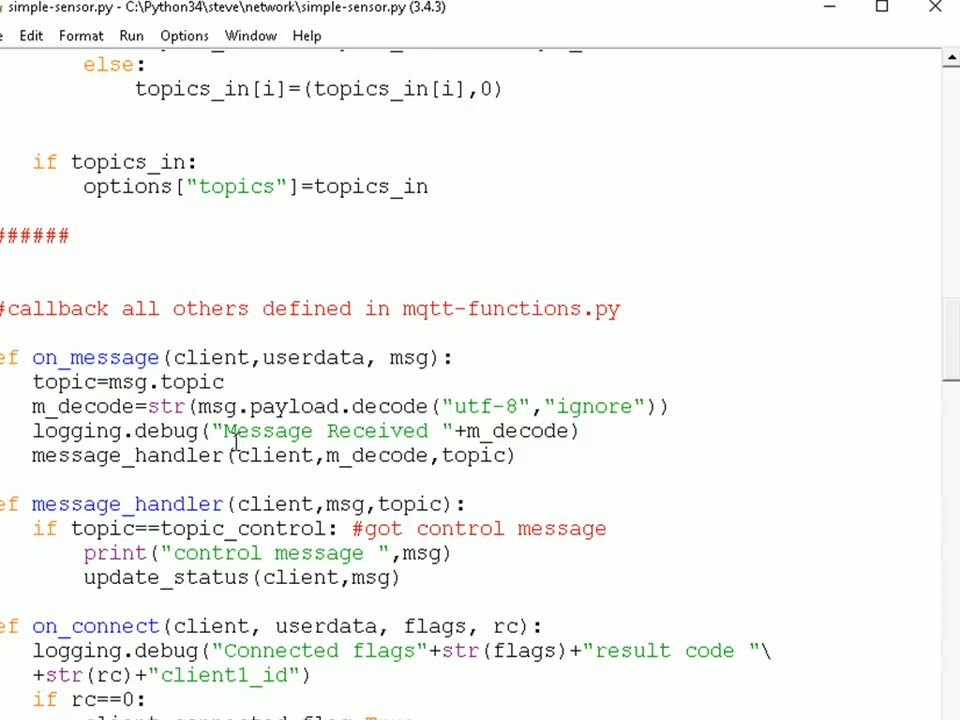 simple-sensor.py - C:\Python34\steve\network\simple-sensor.py (3.4.3)
Edit Format Run Options Window Help
else:
topics_in[i]=(topics_in[i],0)
if topics_in:
options["topics"]=topics_in
######
#callback all others defined in mqtt-functions.py
ef on_message(client,userdata, msg):
topic=msg.topic
m_decode=str(msg.payload.decode("utf-8","ignore"))
logging.debug("Message Received "+m_decode)
message_handler(client,m_decode,topic)
ef message_handler(client,msg,topic):
if topic==topic_control: #got control message
print("control message ",msg)
update_status(client,msg)
ef on_connect(client, userdata, flags, rc):
logging.debug("Connected flags"+str(flags)+"result code "\
+str(rc)+"client1_id")
if rc==0: